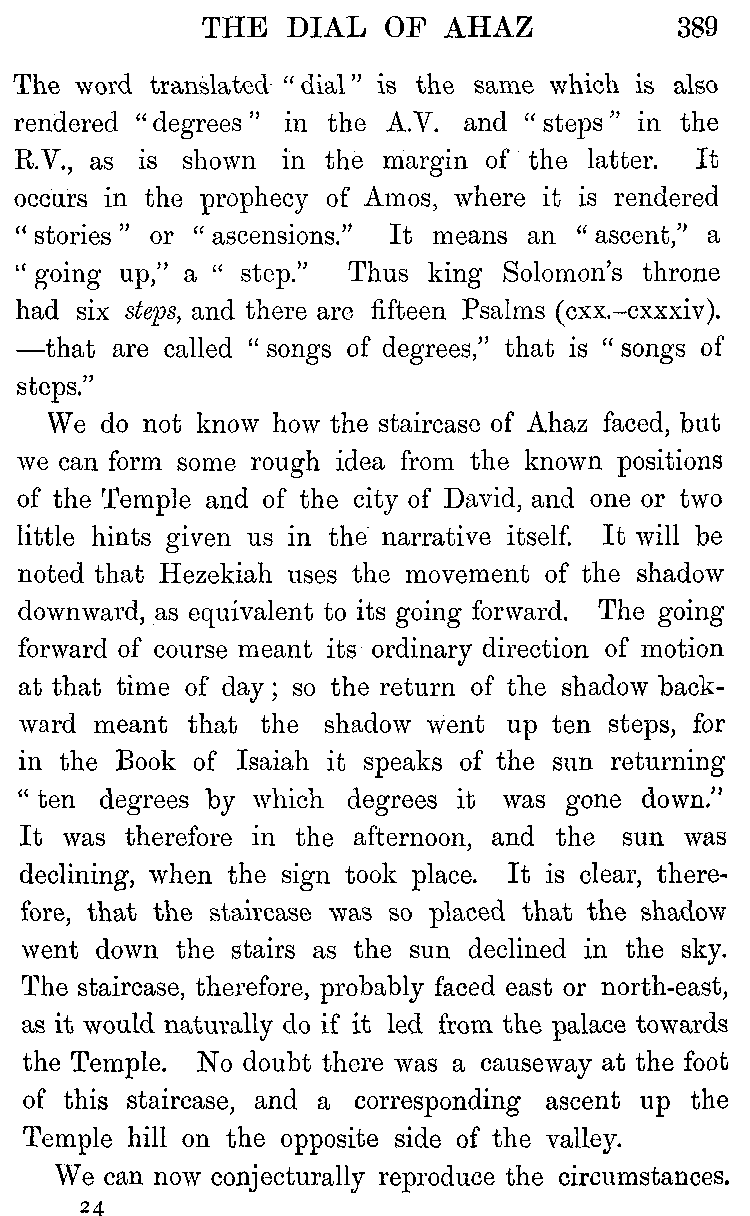 THE DIAL OF AHAZ 389
The word translated "dial" is the same which is also
rendered "degrees" in the A.V. and "steps" in the
R.V., as is shown in the margin of the latter. It
occurs in the prophecy of Amos, where it is rendered
"stories" or "ascensions." It means an "ascent," a
"going up," a "step." Thus king Solomon's throne
had six steps, and there are fifteen Psalms (cxx.-cxxxiv).
—that are called "songs of degrees," that is "songs of
steps."
We do not know how the staircase of Ahaz faced, but
we can form some rough idea from the known positions
of the Temple and of the city of David, and one or two
little hints given us in the narrative itself. It will be
noted that Hezekiah uses the movement of the shadow
downward, as equivalent to its going forward. The going
forward of course meant its ordinary direction of motion
at that time of day; so the return of the shadow back-
ward meant that the shadow went up ten steps, for
in the Book of Isaiah it speaks of the sun returning
"ten degrees by which degrees it was gone down."
It was therefore in the afternoon, and the sun was
declining, when the sign took place. It is clear, there-
fore, that the staircase was so placed that the shadow
went down the stairs as the sun declined in the sky.
The staircase, therefore, probably faced east or north-east,
as it would naturally do if it led from the palace towards
the Temple. No doubt there was a causeway at the foot
of this staircase, and a corresponding ascent up the
Temple hill on the opposite side of the valley.
We can now conjecturally reproduce the circumstances.
24